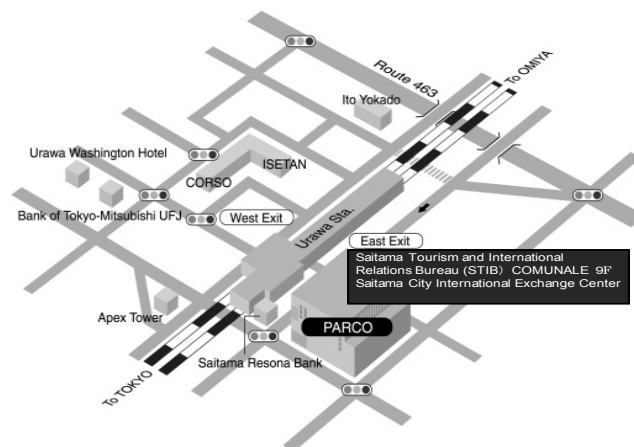 To OMIYA
Route 463
Ito Yokado
Urawa Washington Hotel
ISETAN
CORSO
Bank of Tokyo-Mitsubishi UFJ
West Exit
Urawa Sta.
East Exit
Saitama Tourism and International
Relations Bureau (STIB) COMUNALE 9F
Saitama City International Exchange Center
Apex Tower
PARCO
Saitama Resona Bank
To TOKYO